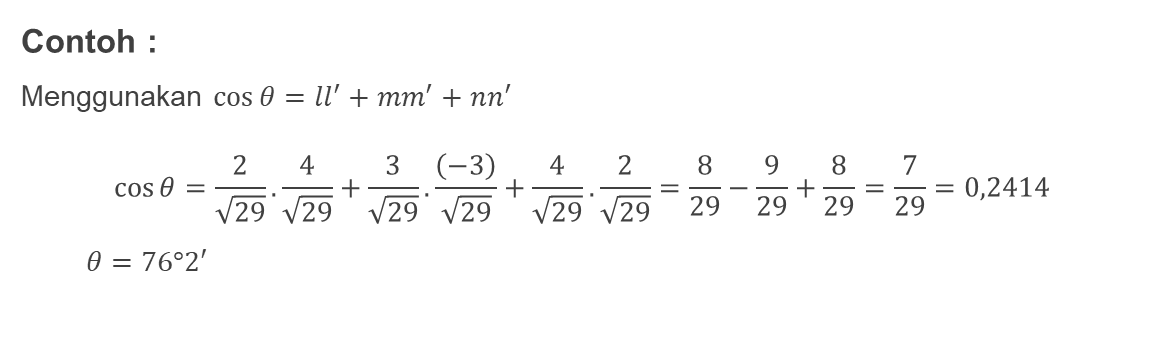 Contoh :
Menggunakan cos θ = ll′ + mm′ + nn′
cos θ = 2/√29 . 4/√29 + 3/√29 . (−3)/√29 + 4/√29 . 2/√29 = 8/29 − 9/29 + 8/29 = 7/29 = 0,2414
θ = 76°2′